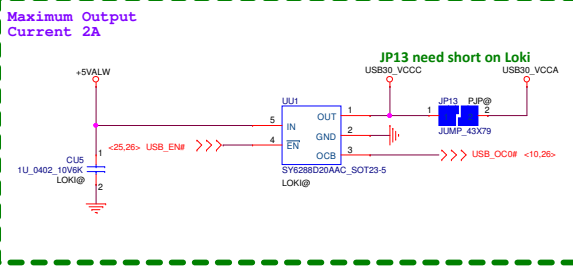 Maximum Output
Current 2A
JP13 need short on Loki
+5VALW
USB30_VCCC
USB30_VCCA
UU1
JP13
PJP@
5
IN
OUT
1
1
2
GND
2
JUMP_43X79
<25,26>
USB_EN#
4
EN
OCB
3
USB_OC0#
<10,26>
CU5
1
1U_0402_10V6K
LOKI@
2
SY6288D20AAC_SOT23-5
LOKI@